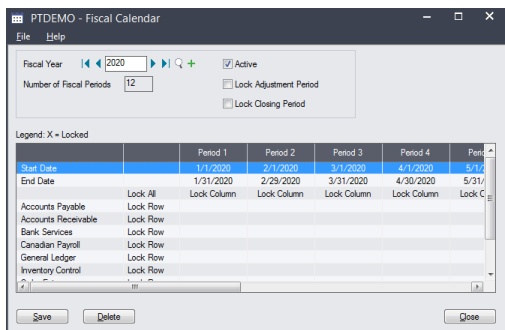 PTDEMO - Fiscal Calendar
File Help
Fiscal Year 2020 Active
Number of Fiscal Periods 12 Lock Adjustment Period
Lock Closing Period
Legend: X = Locked
Period 1 Period 2 Period 3 Period 4
Start Date 1/1/2020 2/1/2020 3/1/2020 4/1/2020
End Date 1/31/2020 2/29/2020 3/31/2020 4/30/2020
Lock All Lock Column Lock Column Lock Column Lock Column Lock
Accounts Payable Lock Row
Accounts Receivable Lock Row
Bank Services Lock Row
Canadian Payroll Lock Row
General Ledger Lock Row
Inventory Control Lock Row
Save Delete Close